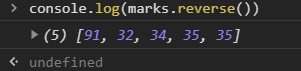 > console.log(marks.reverse())
▶ (5) [91, 32, 34, 35, 35]
<· undefined